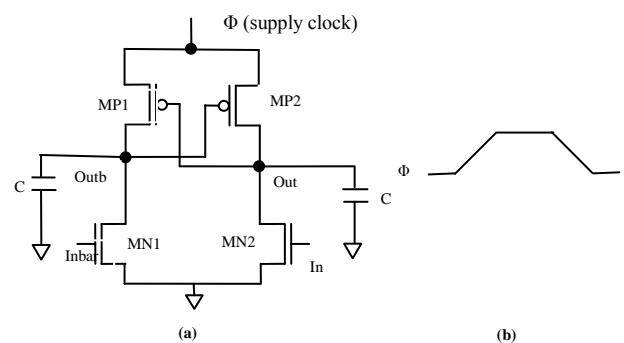 Φ (supply clock)
MP1
MP2
C
Outb
Out
C
Φ
Inbar
MN1
MN2
In
(a)
(b)